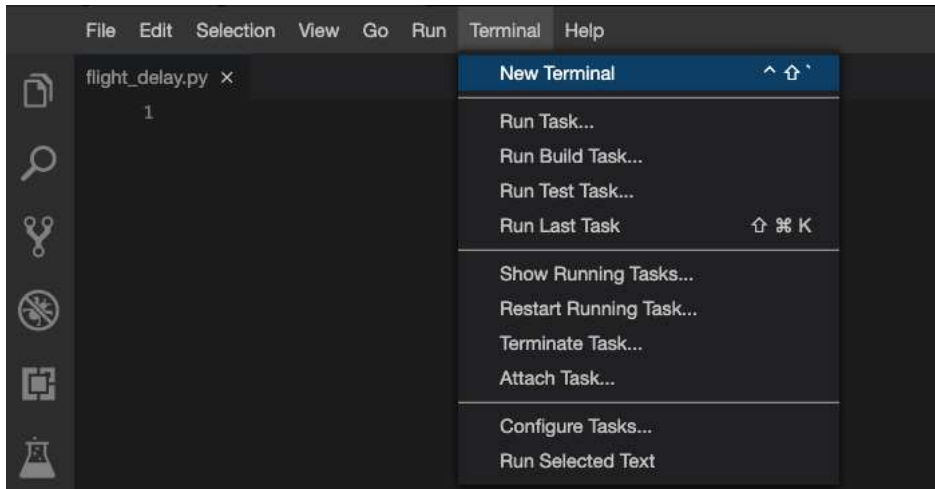 File Edit Selection View Go Run Terminal Help
flight_delay.py ×
1
New Terminal ^ ⇧ `
Run Task...
Run Build Task...
Run Test Task...
Run Last Task ⇧ ⌘ K
Show Running Tasks...
Restart Running Task...
Terminate Task...
Attach Task...
Configure Tasks...
Run Selected Text